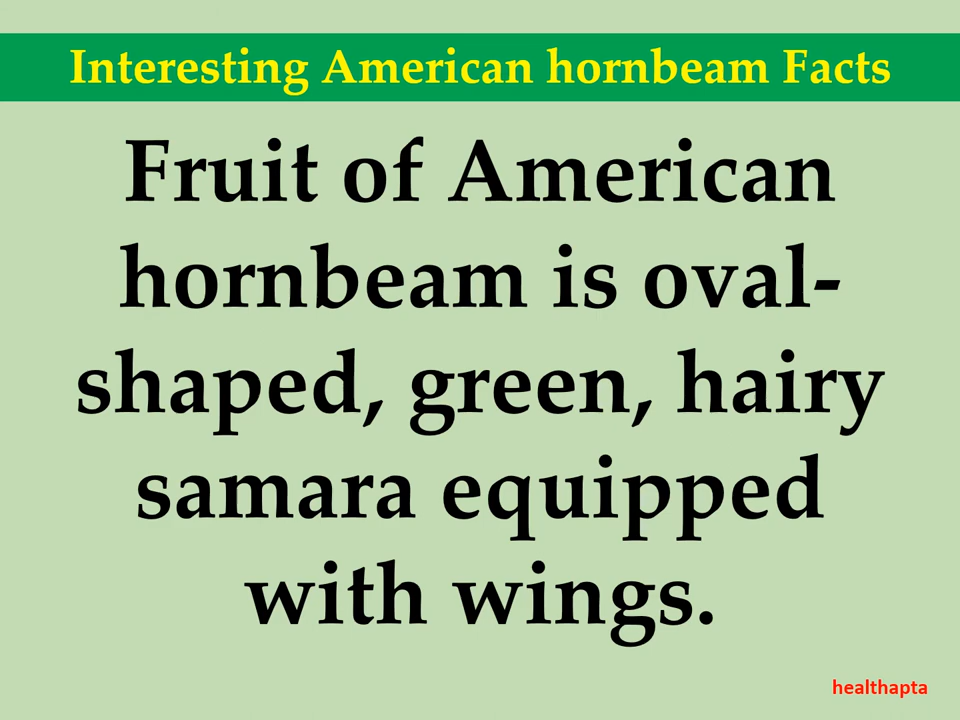 Interesting American hornbeam Facts
Fruit of American
hornbeam is oval-
shaped, green, hairy
samara equipped
with wings.
healthapta